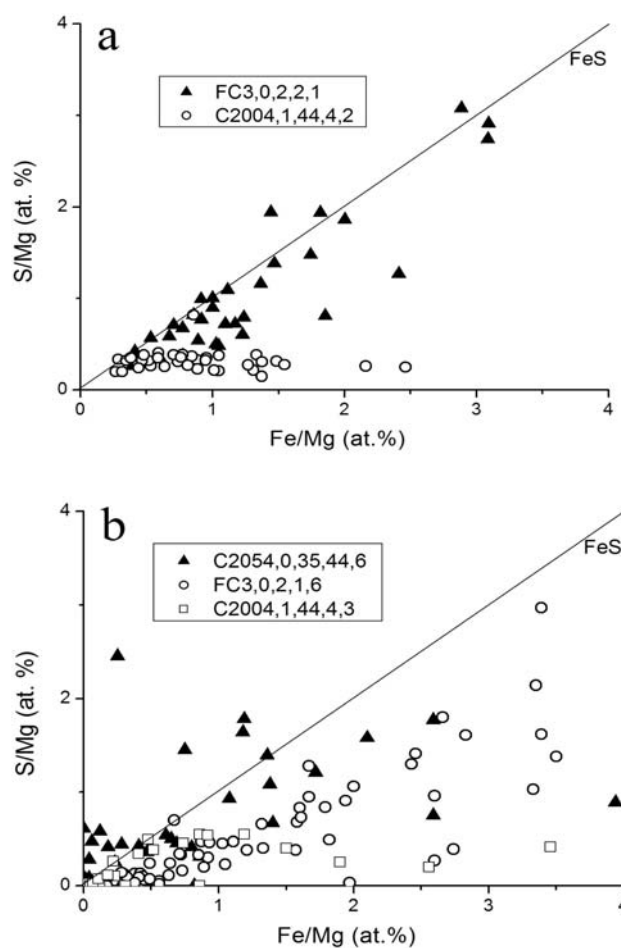 a
FeS
FC3,0,2,2,1
C2004,1,44,4,2
S/Mg (at. %)
4
2
0
0 1 2 3 4
Fe/Mg (at.%)
b
FeS
C2054,0,35,44,6
FC3,0,2,1,6
C2004,1,44,4,3
S/Mg (at. %)
4
2
0
0 1 2 3 4
Fe/Mg (at.%)